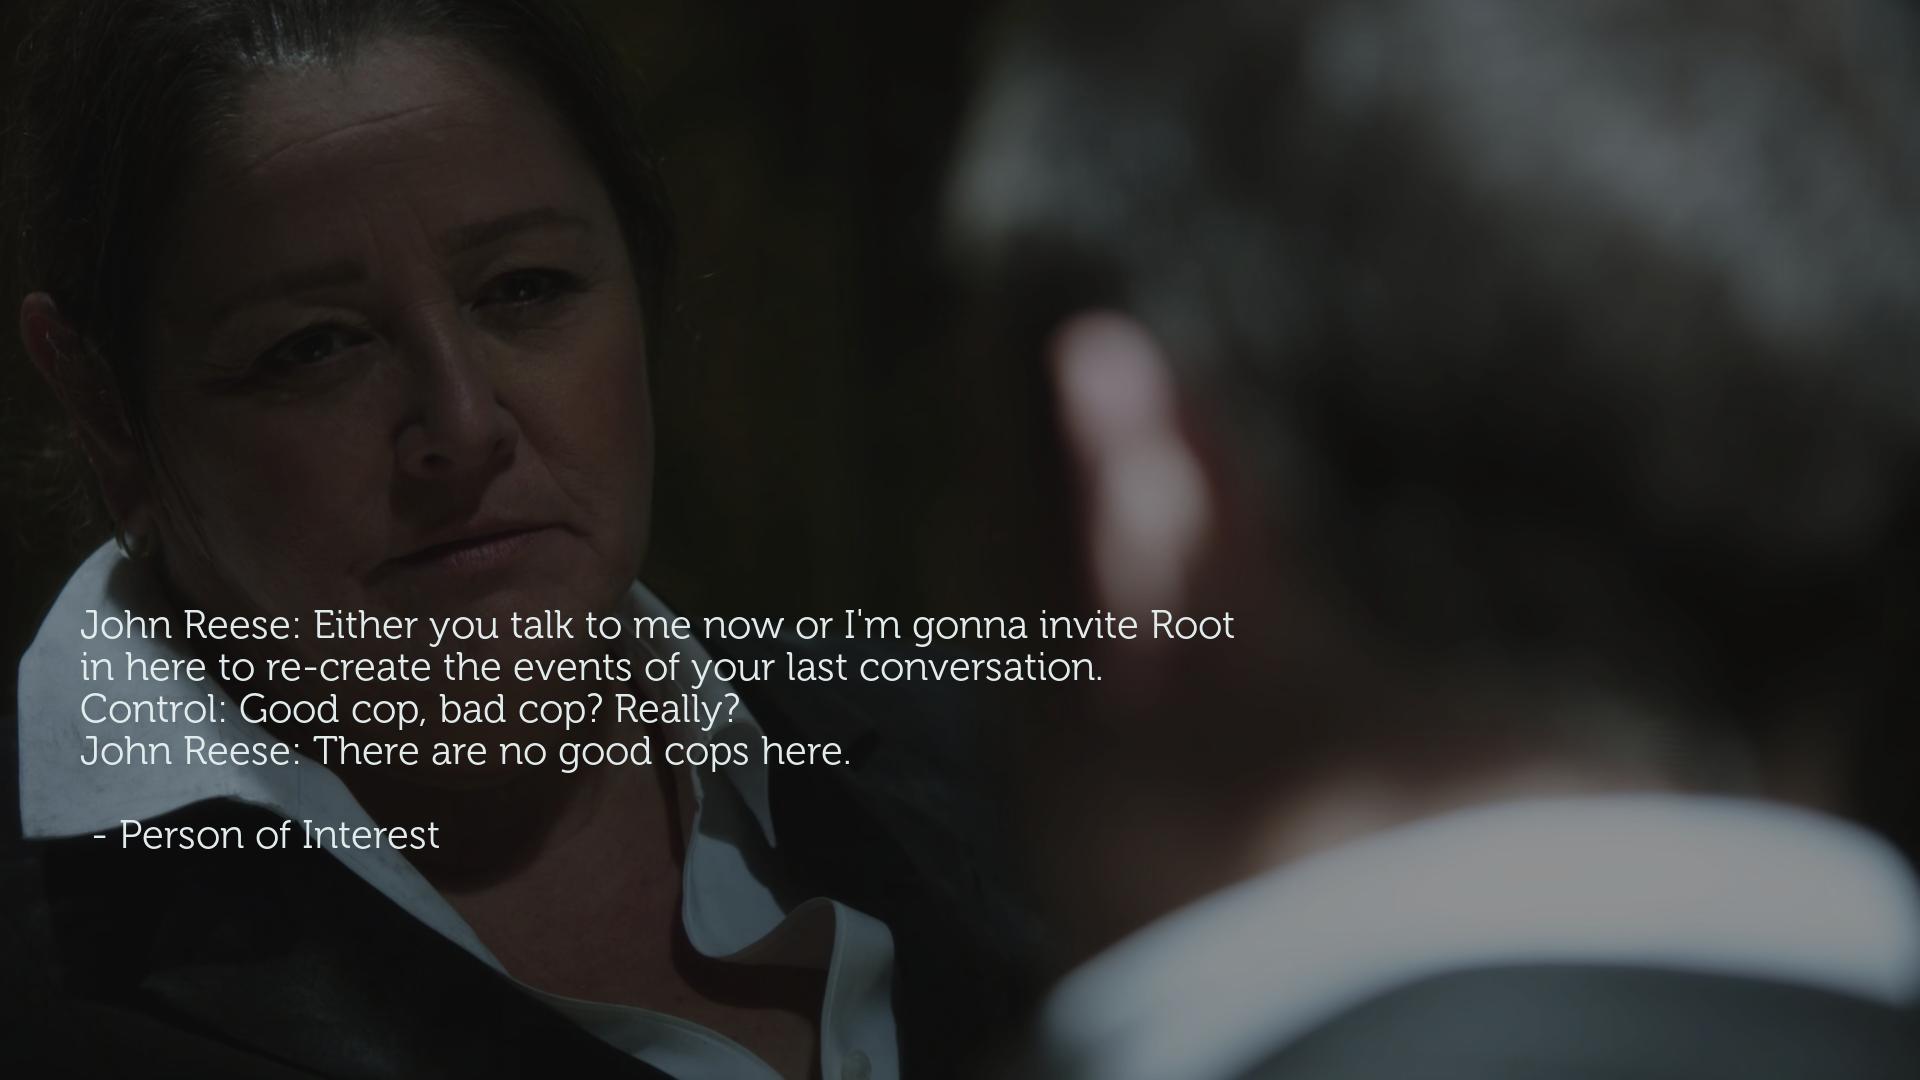 John Reese: Either you talk to me now or I'm gonna invite Root
in here to re-create the events of your last conversation.
Control: Good cop, bad cop? Really?
John Reese: There are no good cops here.
- Person of Interest